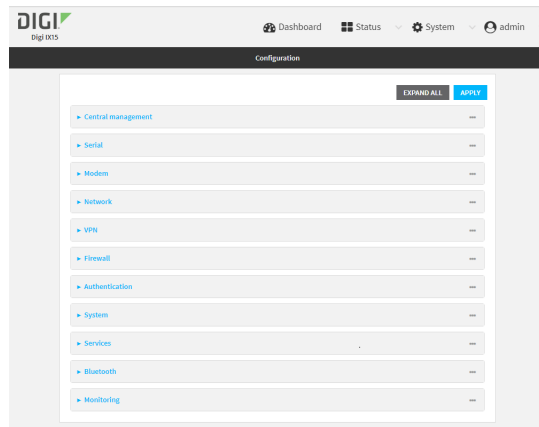 DIGI
Digi IX15
Dashboard Status System admin
Configuration
EXPAND ALL APPLY
Central management
Serial
Modem
Network
VPN
Firewall
Authentication
System
Services
Bluetooth
Monitoring